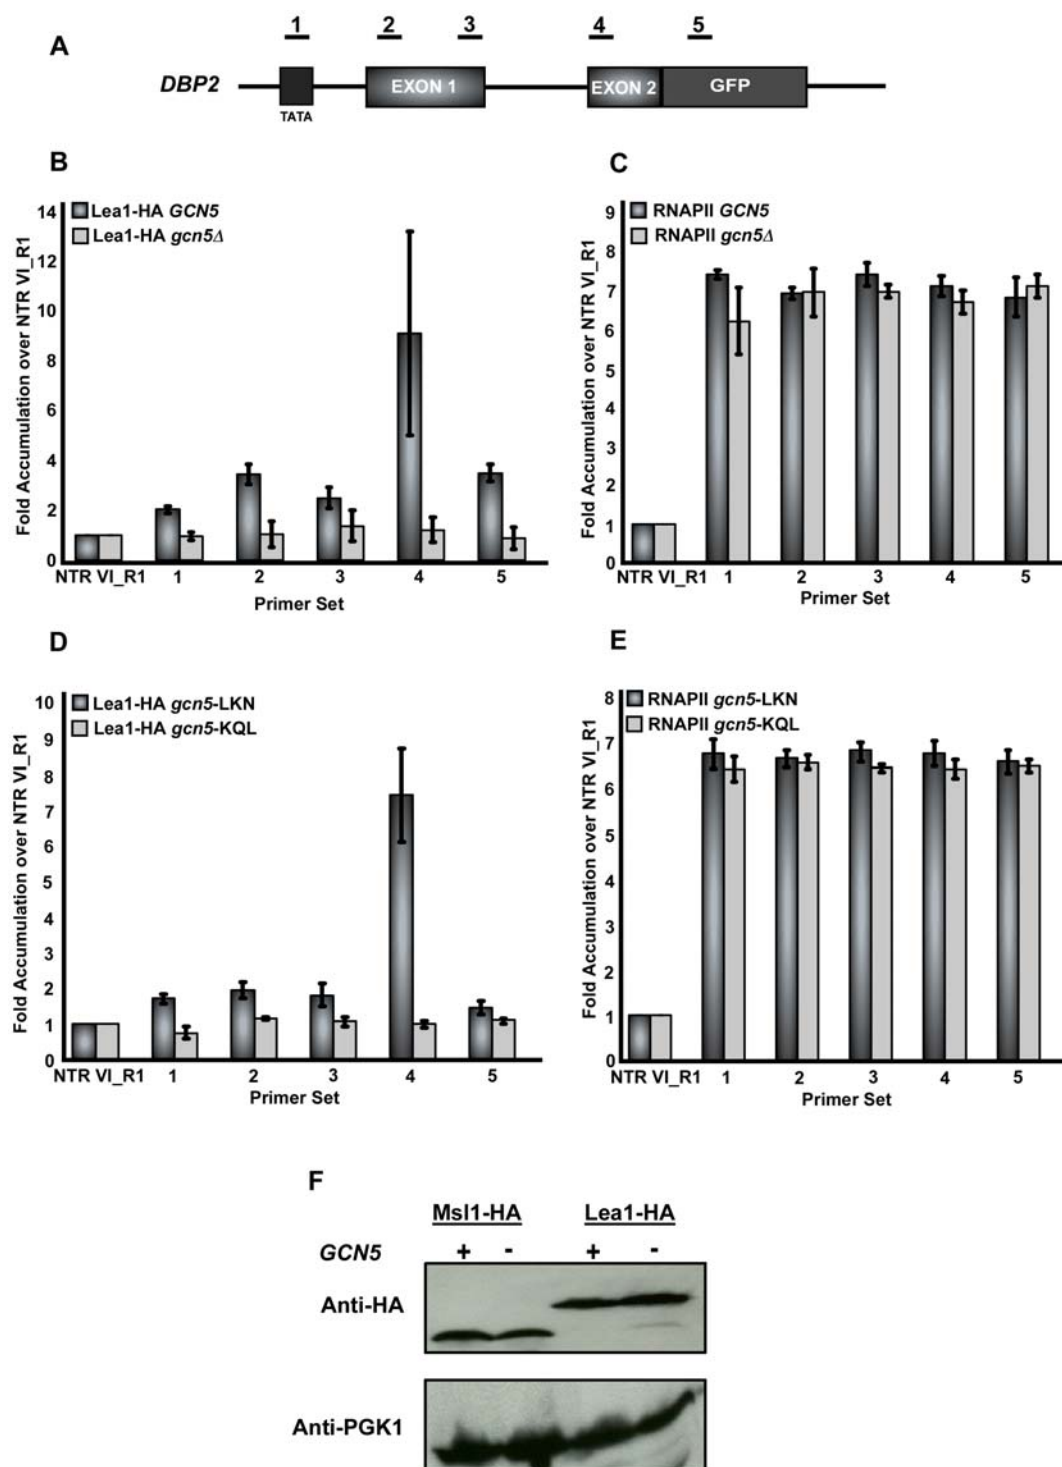 A
1 2 3 4 5
DBP2
EXON 1 EXON 2 GFP
TATA
B
Lea1-HA GCN5
Lea1-HA gcn5Δ
Fold Accumulation over NTR VI_R1
14
12
10
8
6
4
2
0
NTR VI_R1 1 2 3 4 5
Primer Set
C
RNAPII GCN5
RNAPII gcn5Δ
Fold Accumulation over NTR VI_R1
9
8
7
6
5
4
3
2
1
0
NTR VI_R1 1 2 3 4 5
Primer Set
D
Lea1-HA gcn5-LKN
Lea1-HA gcn5-KQL
Fold Accumulation over NTR VI_R1
10
9
8
7
6
5
4
3
2
1
0
NTR VI_R1 1 2 3 4 5
Primer Set
E
RNAPII gcn5-LKN
RNAPII gcn5-KQL
Fold Accumulation over NTR VI_R1
8
7
6
5
4
3
2
1
0
NTR VI_R1 1 2 3 4 5
Primer Set
F
Msl1-HA Lea1-HA
GCN5 + - + -
Anti-HA
Anti-PGK1